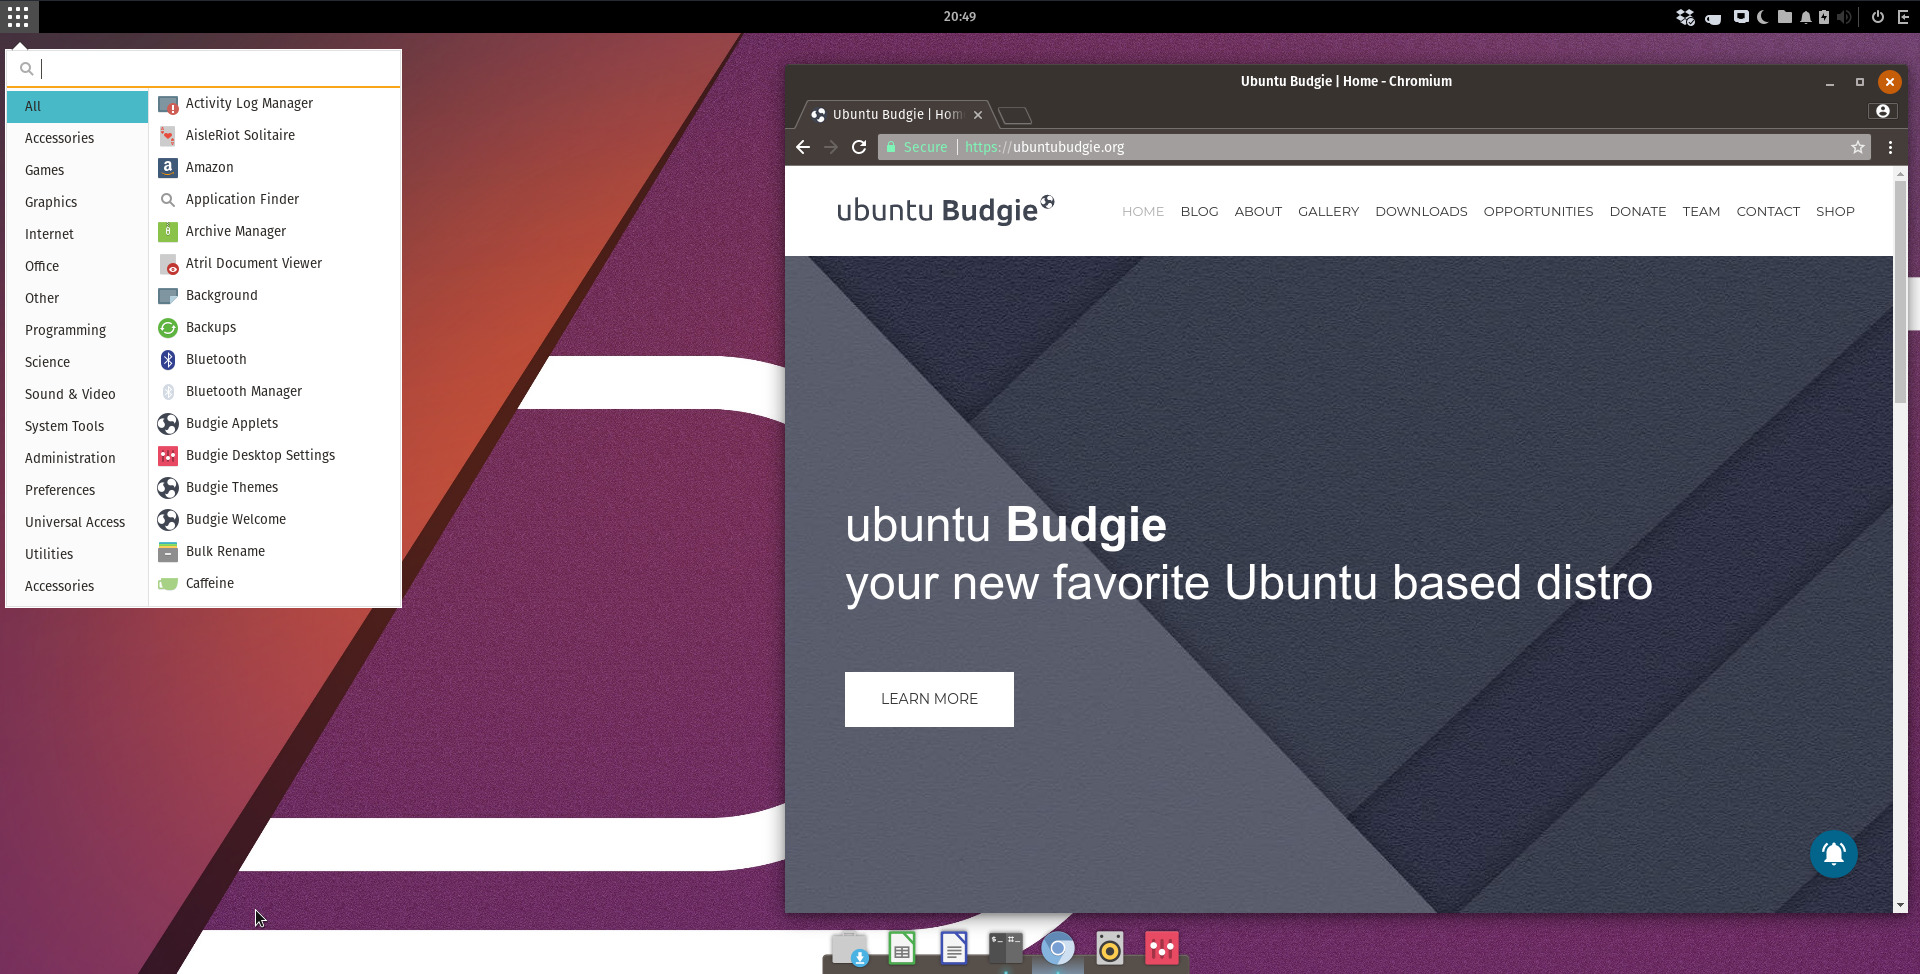 20:49
All
Accessories
Games
Graphics
Internet
Office
Other
Programming
Science
Sound & Video
System Tools
Administration
Preferences
Universal Access
Utilities
Accessories
Activity Log Manager
AisleRiot Solitaire
Amazon
Application Finder
Archive Manager
Atril Document Viewer
Background
Backups
Bluetooth
Bluetooth Manager
Budgie Applets
Budgie Desktop Settings
Budgie Themes
Budgie Welcome
Bulk Rename
Caffeine
Ubuntu Budgie | Home - Chromium
Ubuntu Budgie | Hom
Secure | https://ubuntubudgie.org
ubuntu Budgie
HOME BLOG ABOUT GALLERY DOWNLOADS OPPORTUNITIES DONATE TEAM CONTACT SHOP
ubuntu Budgie
your new favorite Ubuntu based distro
LEARN MORE